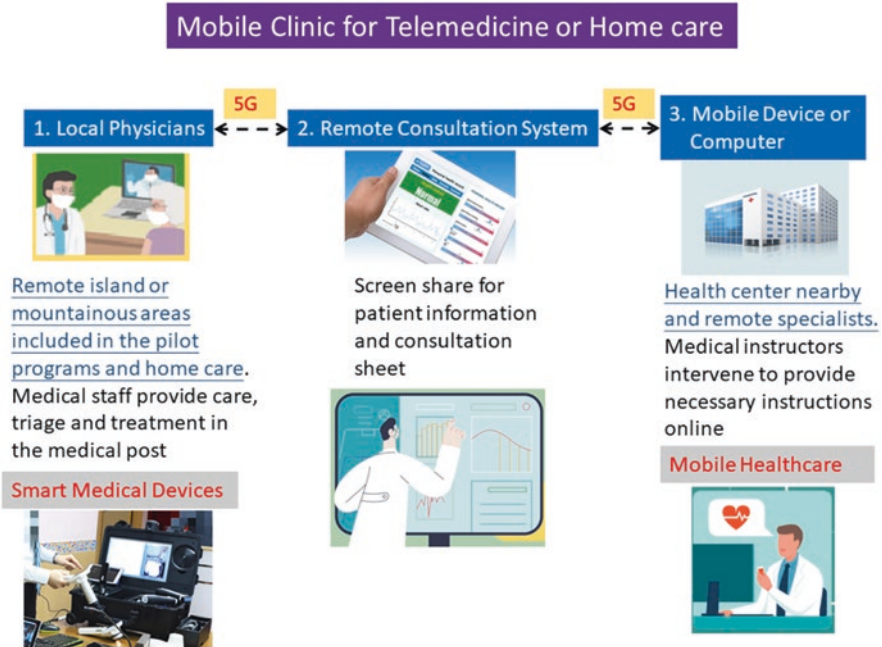 Mobile Clinic for Telemedicine or Home care
5G
5G
1. Local Physicians
2. Remote Consultation System
3. Mobile Device or
Computer
Normal
Remote island or
mountainous areas
included in the pilot
programs and home care.
Medical staff provide care,
triage and treatment in
the medical post
Smart Medical Devices
Screen share for
patient information
and consultation
sheet
Health center nearby
and remote specialists.
Medical instructors
intervene to provide
necessary instructions
online
Mobile Healthcare